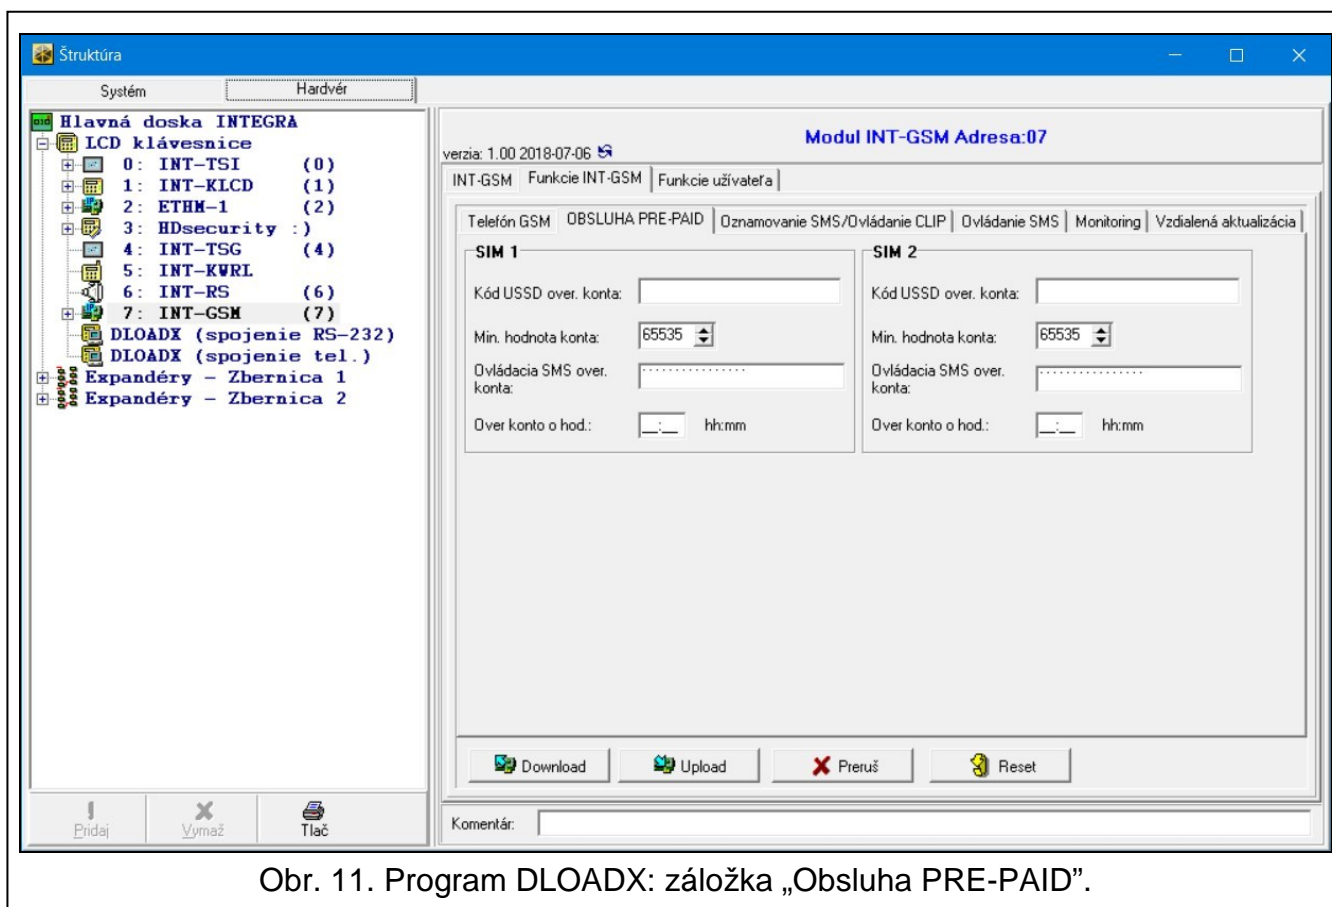 Štruktúra
Systém
Hardvér
Hlavná doska INTEGRA
LCD klávesnice
0: INT-TSI (0)
1: INT-KLCD (1)
2: ETHM-1 (2)
3: HDsecurity :)
4: INT-TSG (4)
5: INT-KWRL
6: INT-RS (6)
7: INT-GSM (7)
DLOADX (spojenie RS-232)
DLOADX (spojenie tel.)
Expandéry - Zbernica 1
Expandéry - Zbernica 2
Pridaj
Vymaž
Tlač
Modul INT-GSM Adresa:07
verzia: 1.00 2018-07-06
INT-GSM Funkcie INT-GSM Funkcie užívateľa
Telefón GSM OBSLUHA PRE-PAID Oznamovanie SMS/Ovládanie CLIP Ovládanie SMS Monitoring Vzdialená aktualizácia
SIM 1
Kód USSD over. konta:
Min. hodnota konta: 65535
Ovládacia SMS over.
konta:
Over konto o hod.: __:__ hh:mm
SIM 2
Kód USSD over. konta:
Min. hodnota konta: 65535
Ovládacia SMS over.
konta:
Over konto o hod.: __:__ hh:mm
Download
Upload
Preruš
Reset
Komentár:
Obr. 11. Program DLOADX: záložka „Obsluha PRE-PAID”.